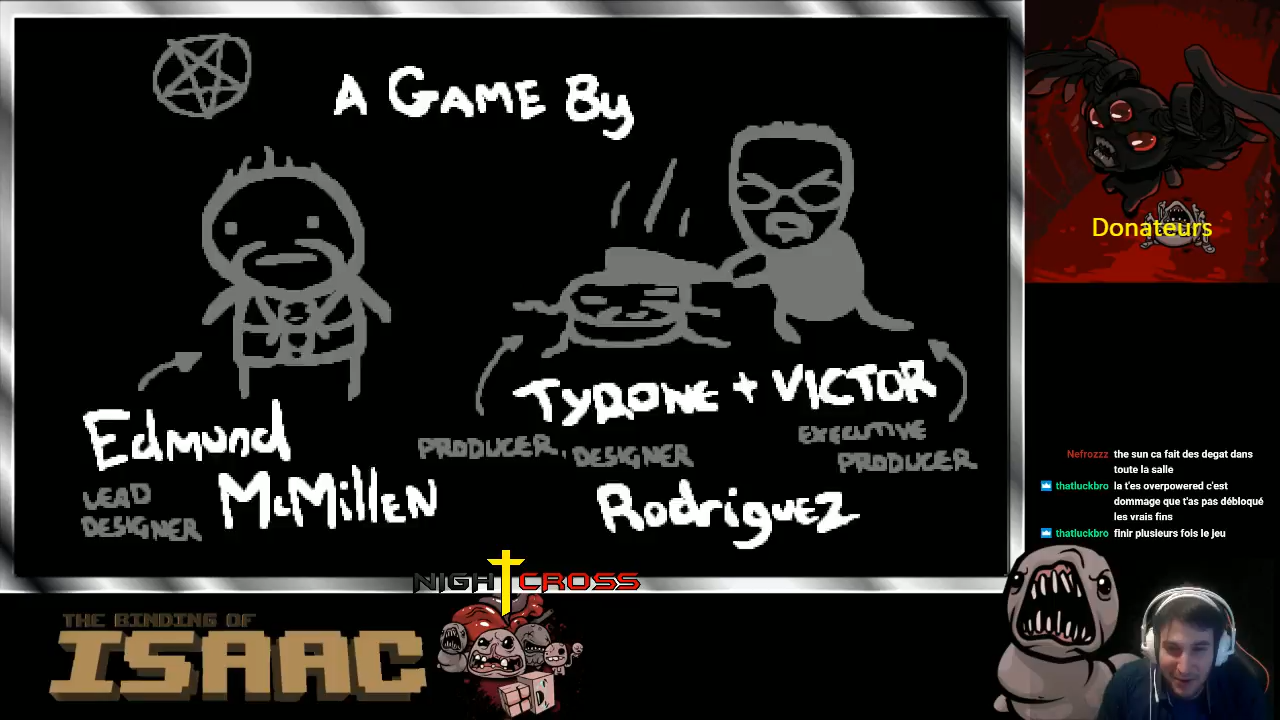 A GAME By
Edmund
McMillEN
LEAD
DESIGNER
TYRONE + VICTOR
PRODUCER, DESIGNER
EXECUTIVE
PRODUCER
RodriguEZ
Donateurs
Nefrozzz the sun ca fait des degat dans
toute la salle
thatluckbro la t'es overpowered c'est
dommage que t'as pas débloqué
les vrais fins
thatluckbro finir plusieurs fois le jeu
NIGHTCROSS
THE BINDING OF
ISAAC